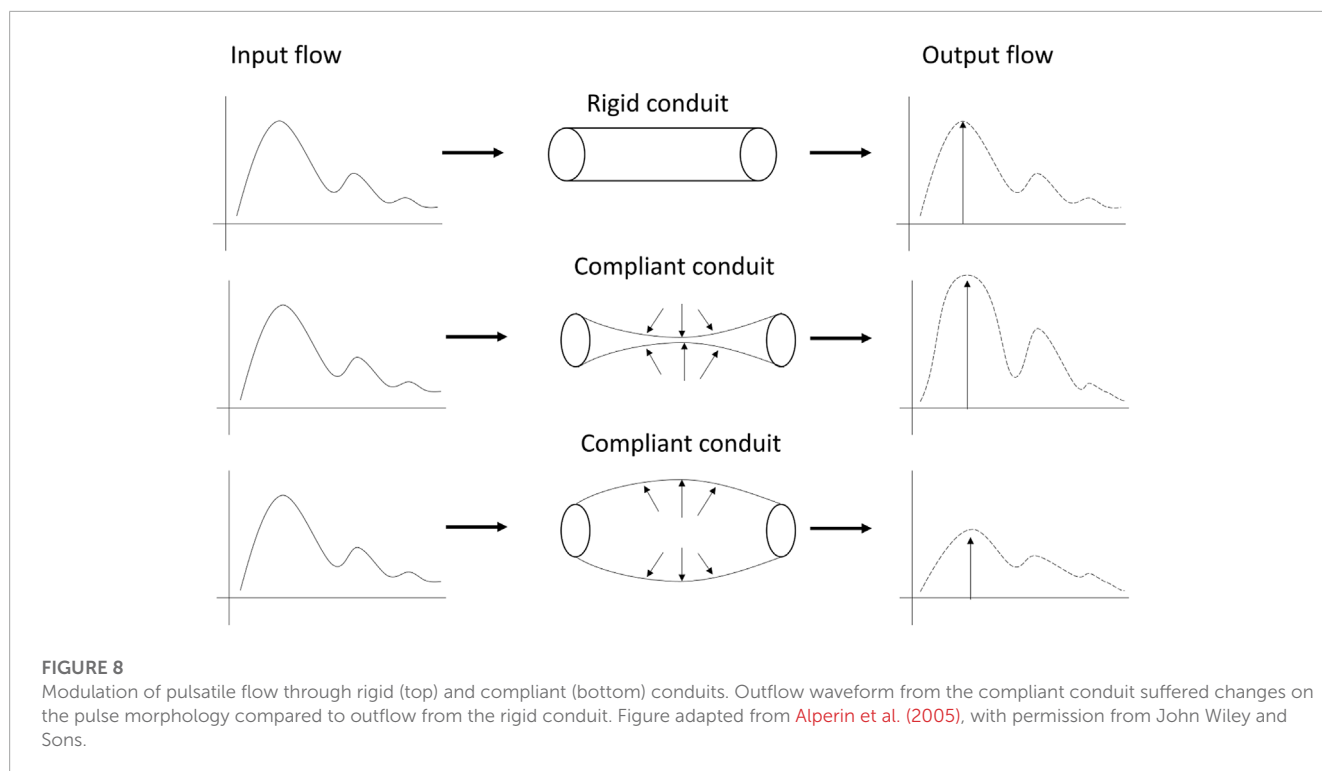 Input flow
Output flow
Rigid conduit
Compliant conduit
Compliant conduit
FIGURE 8
Modulation of pulsatile flow through rigid (top) and compliant (bottom) conduits. Outflow waveform from the compliant conduit suffered changes on
the pulse morphology compared to outflow from the rigid conduit. Figure adapted from Alperin et al. (2005), with permission from John Wiley and
Sons.